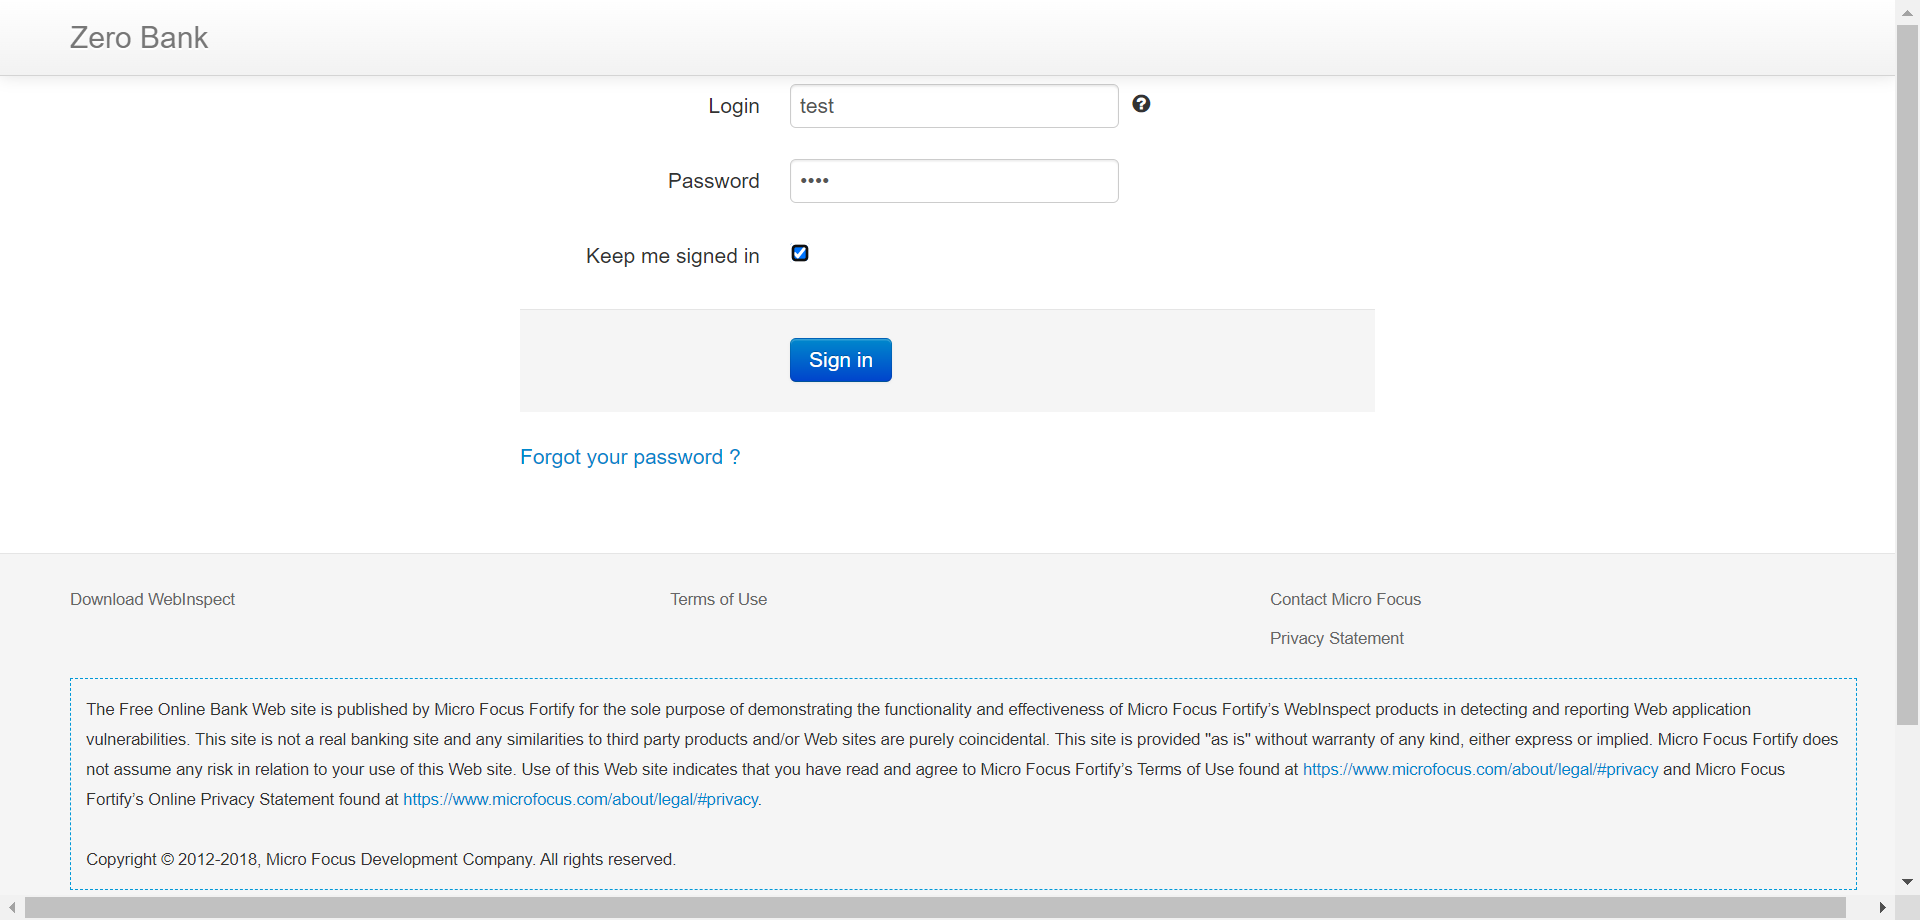 Zero Bank
Login test
Password ••••
Keep me signed in
Sign in
Forgot your password ?
Download WebInspect
Terms of Use
Contact Micro Focus
Privacy Statement
The Free Online Bank Web site is published by Micro Focus Fortify for the sole purpose of demonstrating the functionality and effectiveness of Micro Focus Fortify’s WebInspect products in detecting and reporting Web application
vulnerabilities. This site is not a real banking site and any similarities to third party products and/or Web sites are purely coincidental. This site is provided "as is" without warranty of any kind, either express or implied. Micro Focus Fortify does
not assume any risk in relation to your use of this Web site. Use of this Web site indicates that you have read and agree to Micro Focus Fortify’s Terms of Use found at https://www.microfocus.com/about/legal/#privacy and Micro Focus
Fortify’s Online Privacy Statement found at https://www.microfocus.com/about/legal/#privacy.
Copyright © 2012-2018, Micro Focus Development Company. All rights reserved.